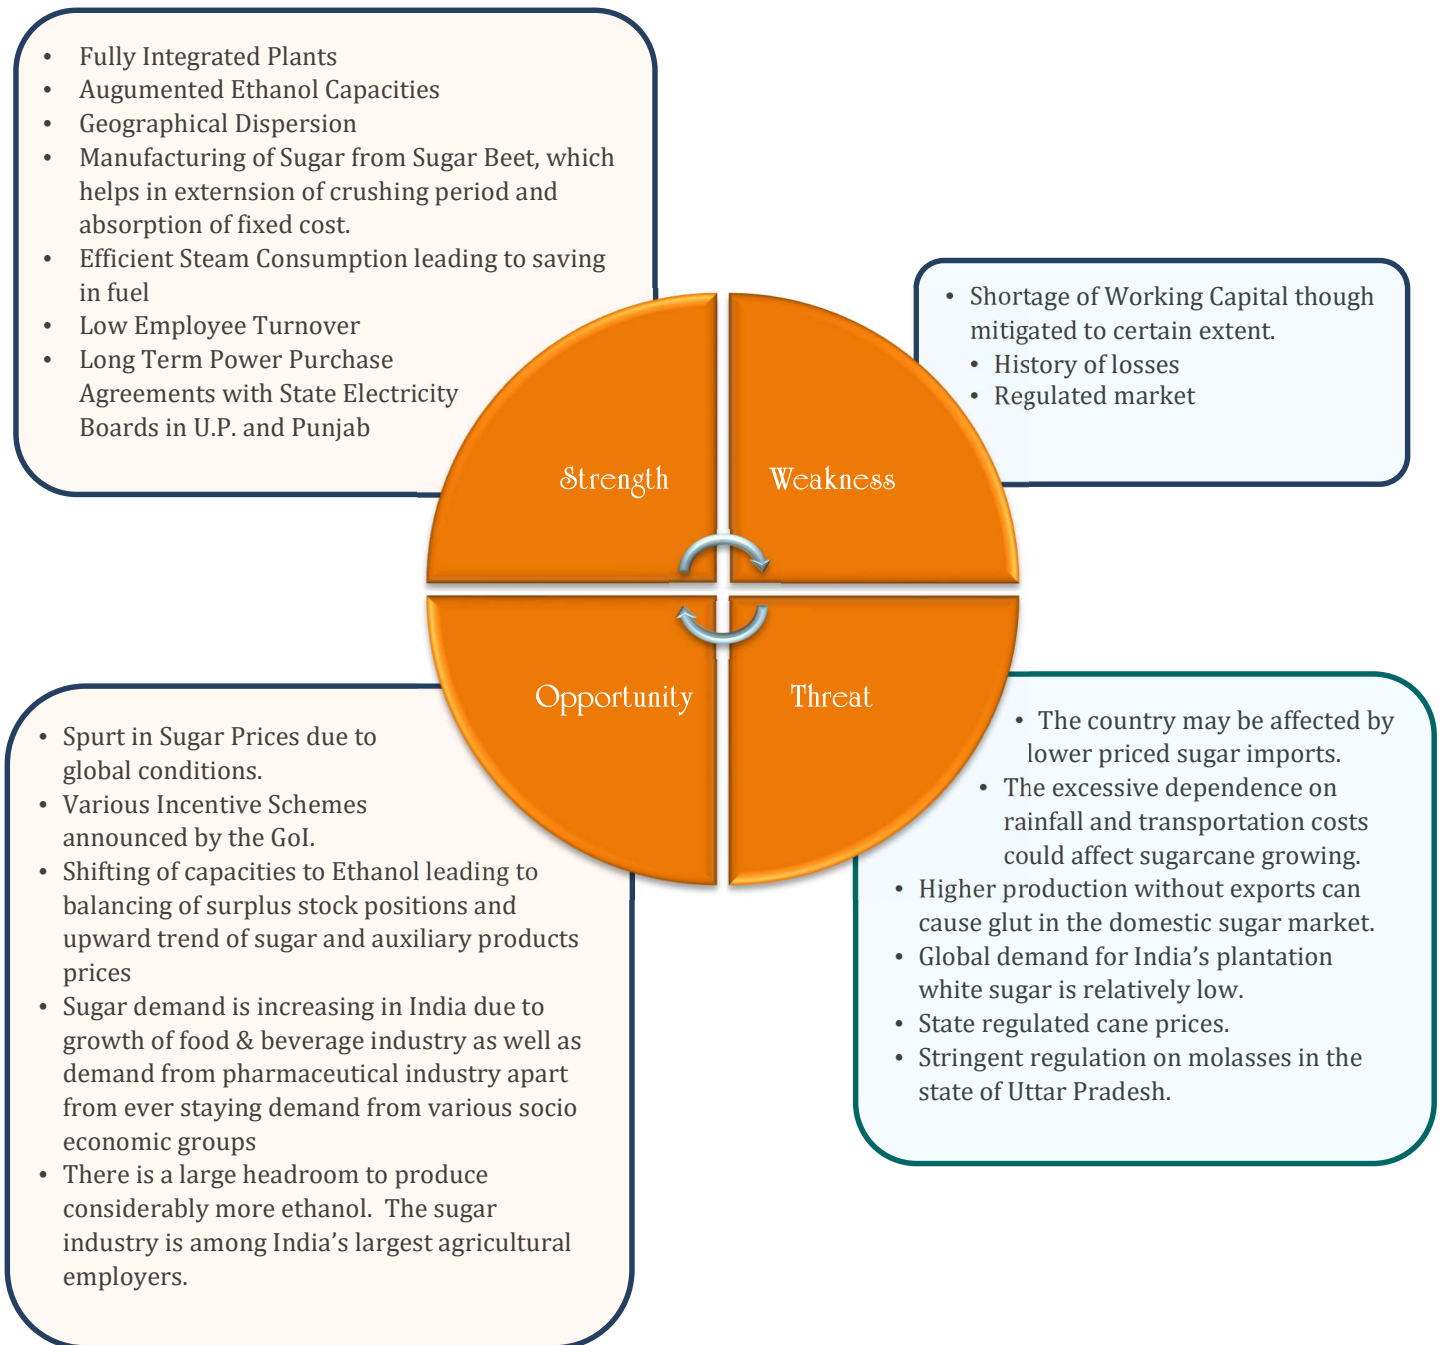 • Fully Integrated Plants
• Augumented Ethanol Capacities
• Geographical Dispersion
• Manufacturing of Sugar from Sugar Beet, which
helps in externsion of crushing period and
absorption of fixed cost.
• Efficient Steam Consumption leading to saving
in fuel
• Low Employee Turnover
• Long Term Power Purchase
Agreements with State Electricity
Boards in U.P. and Punjab
• Shortage of Working Capital though
mitigated to certain extent.
• History of losses
• Regulated market
Strength
Weakness
Opportunity
Threat
• Spurt in Sugar Prices due to
global conditions.
• Various Incentive Schemes
announced by the GoI.
• Shifting of capacities to Ethanol leading to
balancing of surplus stock positions and
upward trend of sugar and auxiliary products
prices
• Sugar demand is increasing in India due to
growth of food & beverage industry as well as
demand from pharmaceutical industry apart
from ever staying demand from various socio
economic groups
• There is a large headroom to produce
considerably more ethanol.  The sugar
industry is among India’s largest agricultural
employers.
• The country may be affected by
lower priced sugar imports.
• The excessive dependence on
rainfall and transportation costs
could affect sugarcane growing.
• Higher production without exports can
cause glut in the domestic sugar market.
• Global demand for India’s plantation
white sugar is relatively low.
• State regulated cane prices.
• Stringent regulation on molasses in the
state of Uttar Pradesh.